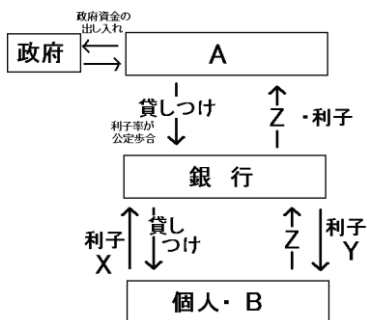 政府資金の
出し入れ
政府
A
貸しつけ
利子率が
公定歩合
Z ・利子
銀 行
利子
X
貸し
つけ
Z
利子
Y
個人・B